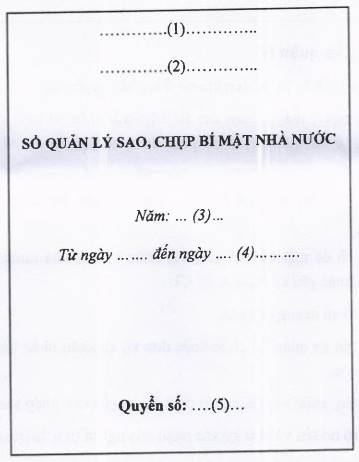 ……………(1)…………..
……………(2)…………..
SỔ QUẢN LÝ SAO, CHỤP BÍ MẬT NHÀ NƯỚC
Năm: … (3)…
Từ ngày ……. đến ngày …. (4)……….
Quyển số: ….(5)…